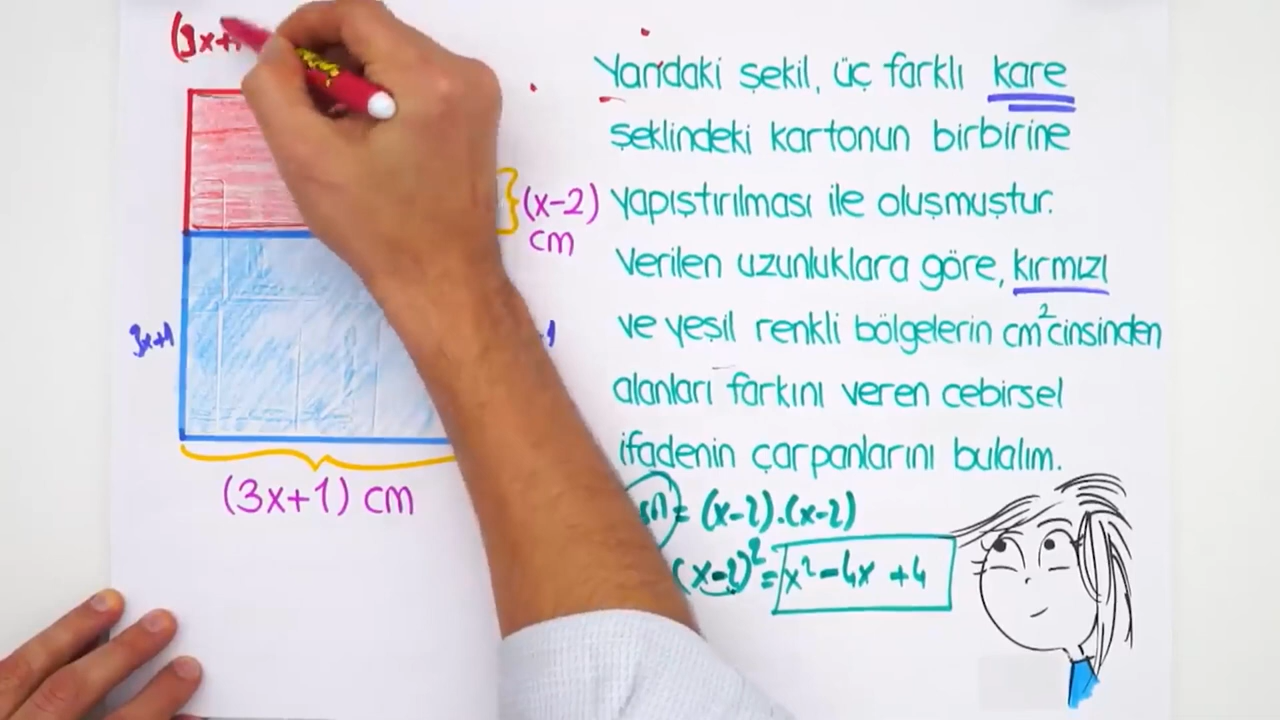 (3x+1
Yandaki şekil, üç farklı kare
şeklindeki kartonun birbirine
(x-2) yapıştırılması ile oluşmuştur.
cm
Verilen uzunluklara göre, kırmızı
3x+1
ve yeşil renkli bölgelerin cm² cinsinden
alanları farkını veren cebirsel
ifadenin çarpanlarını bulalım.
(3x+1) cm
= (x-2).(x-2)
(x-2)² = x² - 4x + 4